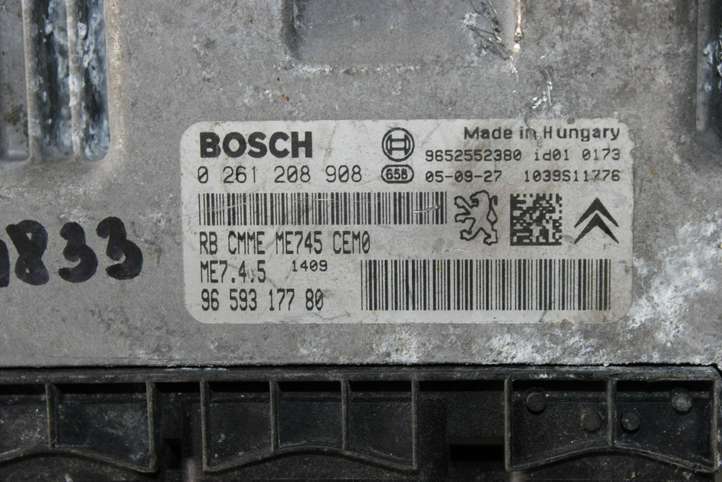 BOSCH
Made in Hungary
9652552380 id01 0173
0 261 208 908
658
05-09-27 1039S11776
RB CMME ME745 CEM0
ME7.4.5 1409
96 593 177 80
833